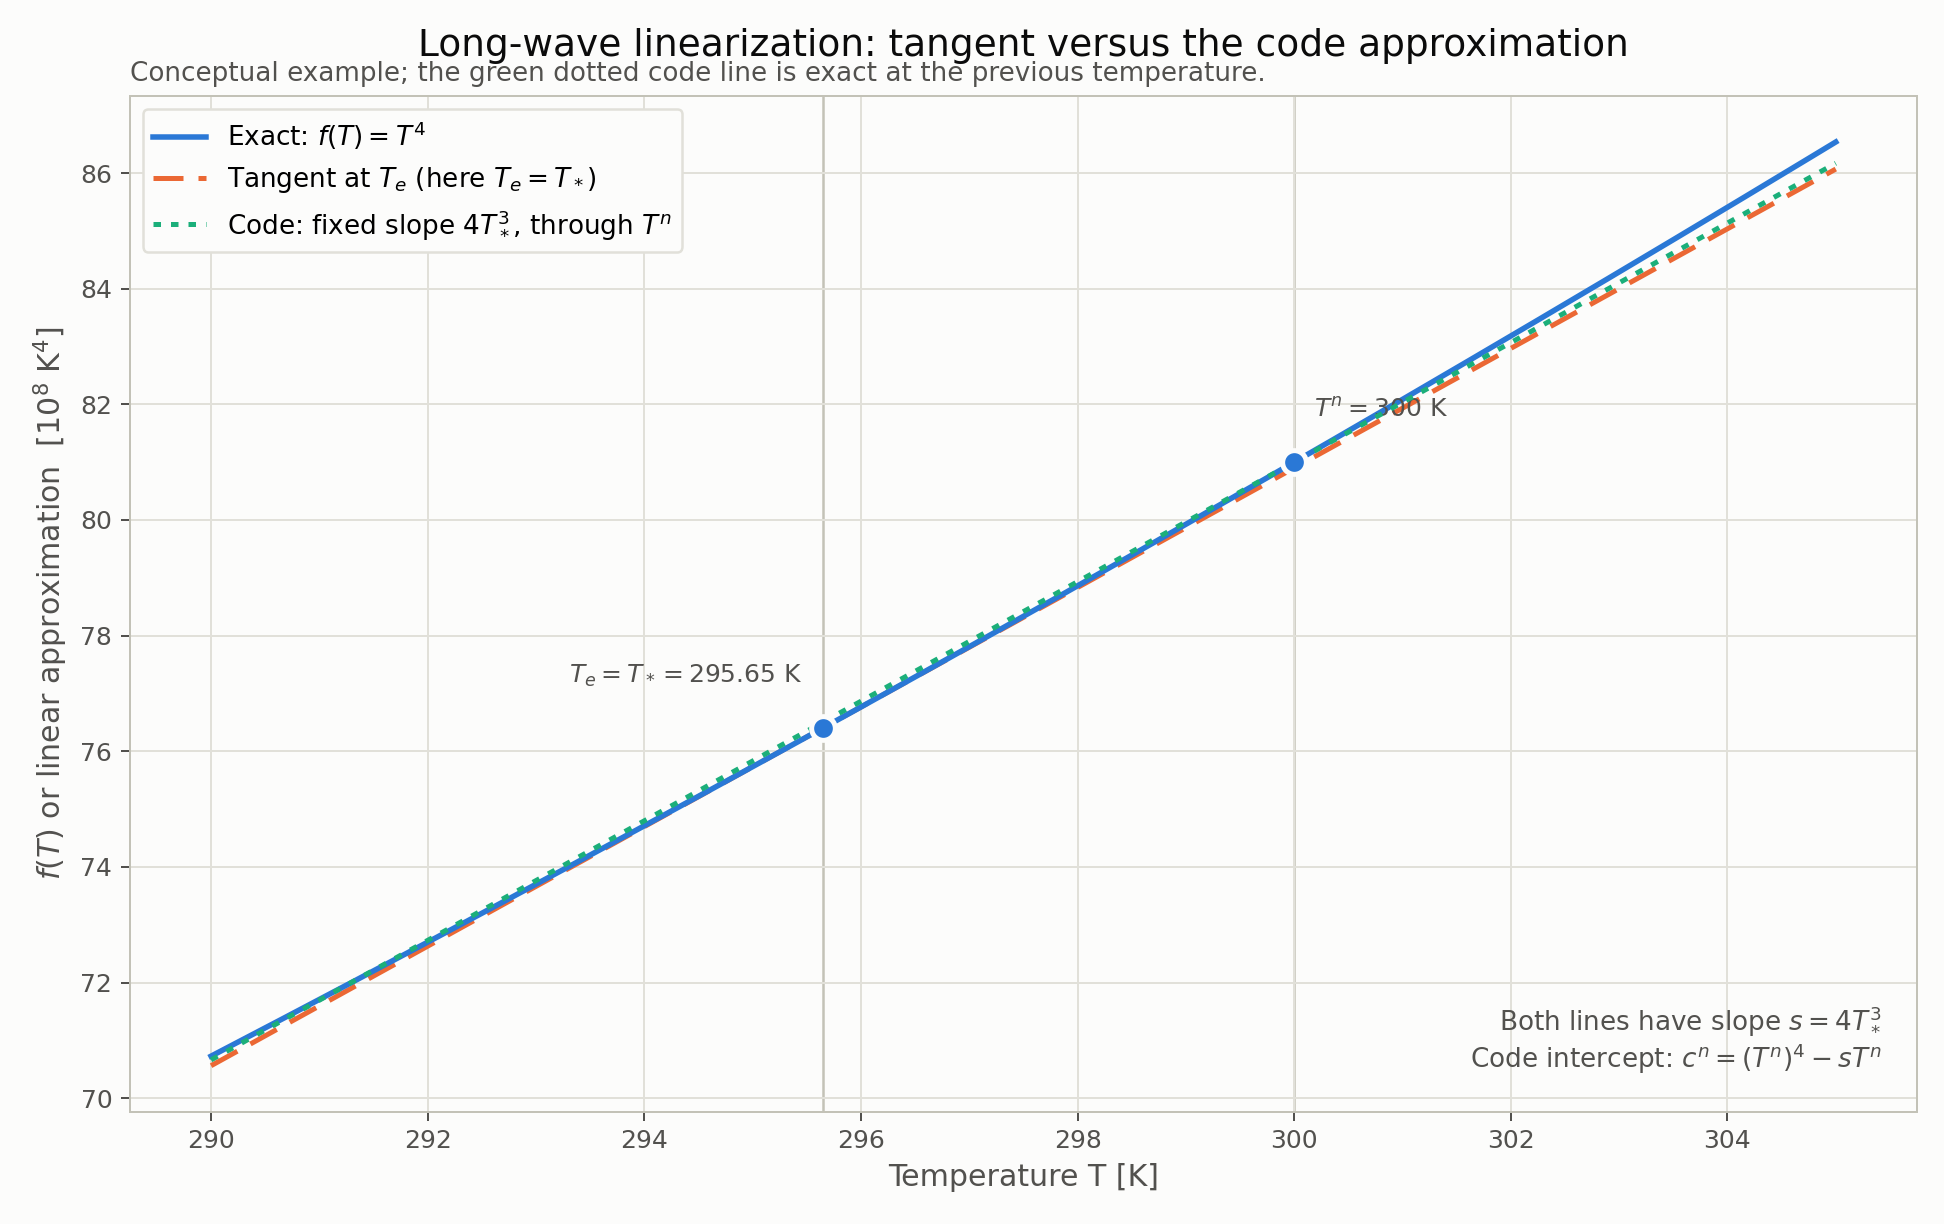 Long-wave linearization: tangent versus the code approximation
Conceptual example; the green dotted code line is exact at the previous temperature.
Exact: f(T) = T⁴
Tangent at Tₑ (here Tₑ = T*)
Code: fixed slope 4T*³, through Tⁿ
f(T) or linear approximation [10⁸ K⁴]
86
84
82
80
78
76
74
72
70
Tⁿ = 300 K
Tₑ = T* = 295.65 K
Both lines have slope s = 4T*³
Code intercept: cⁿ = (Tⁿ)⁴ − sTⁿ
290 292 294 296 298 300 302 304
Temperature T [K]